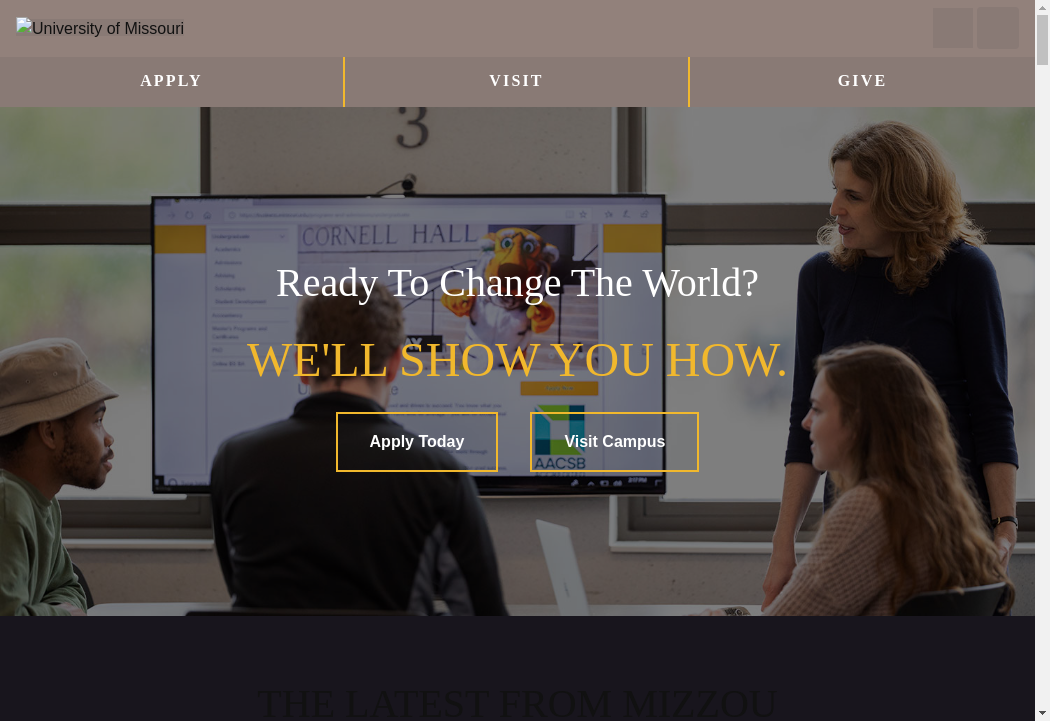 University of Missouri
APPLY
VISIT
GIVE
3
CORNELL HALL
Ready To Change The World?
WE'LL SHOW YOU HOW.
Apply Today
Visit Campus
AACSB
THE LATEST FROM MIZZOU